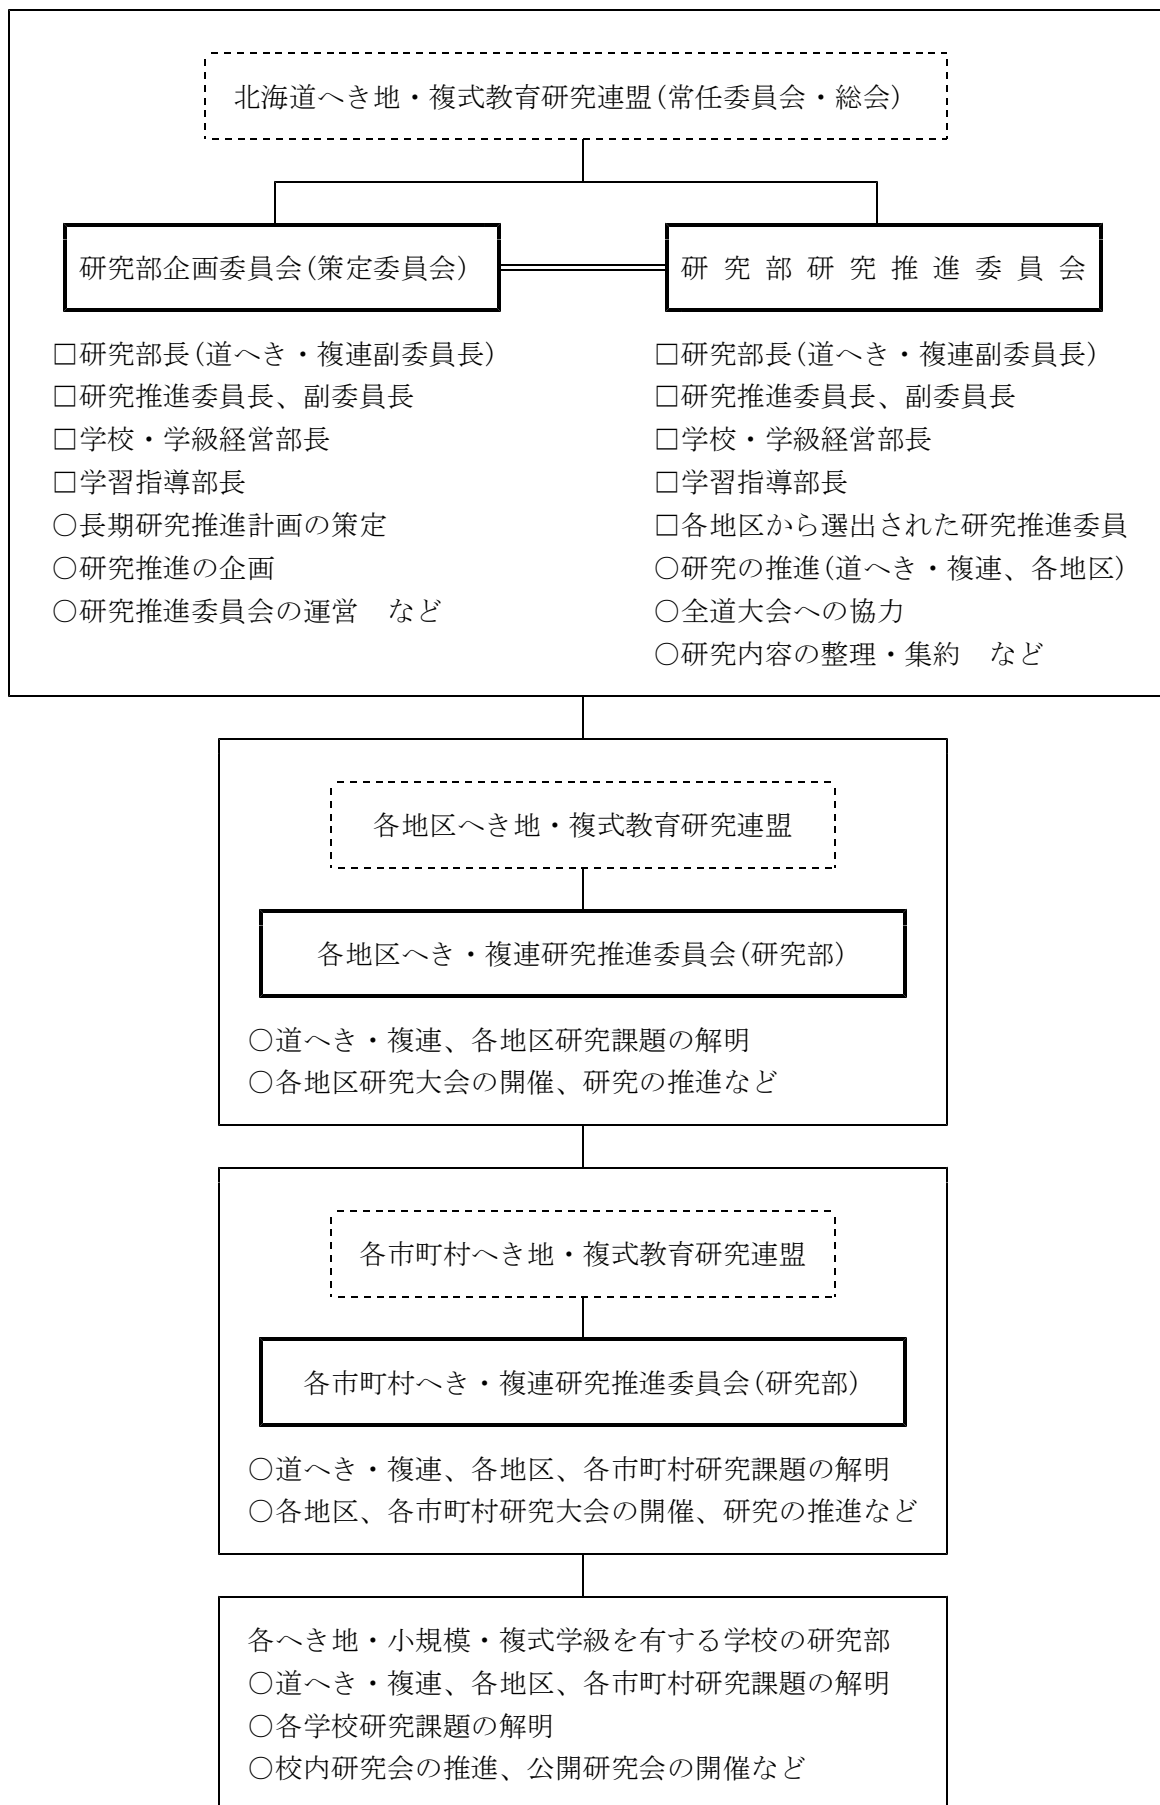 北海道へき地・複式教育研究連盟(常任委員会・総会)
研究部企画委員会(策定委員会)
□研究部長(道へき・複連副委員長)
□研究推進委員長、副委員長
□学校・学級経営部長
□学習指導部長
○長期研究推進計画の策定
○研究推進の企画
○研究推進委員会の運営　など
研究部研究推進委員会
□研究部長(道へき・複連副委員長)
□研究推進委員長、副委員長
□学校・学級経営部長
□学習指導部長
□各地区から選出された研究推進委員
○研究の推進(道へき・複連、各地区)
○全道大会への協力
○研究内容の整理・集約　など
各地区へき地・複式教育研究連盟
各地区へき・複連研究推進委員会(研究部)
○道へき・複連、各地区研究課題の解明
○各地区研究大会の開催、研究の推進など
各市町村へき地・複式教育研究連盟
各市町村へき・複連研究推進委員会(研究部)
○道へき・複連、各地区、各市町村研究課題の解明
○各地区、各市町村研究大会の開催、研究の推進など
各へき地・小規模・複式学級を有する学校の研究部
○道へき・複連、各地区、各市町村研究課題の解明
○各学校研究課題の解明
○校内研究会の推進、公開研究会の開催など